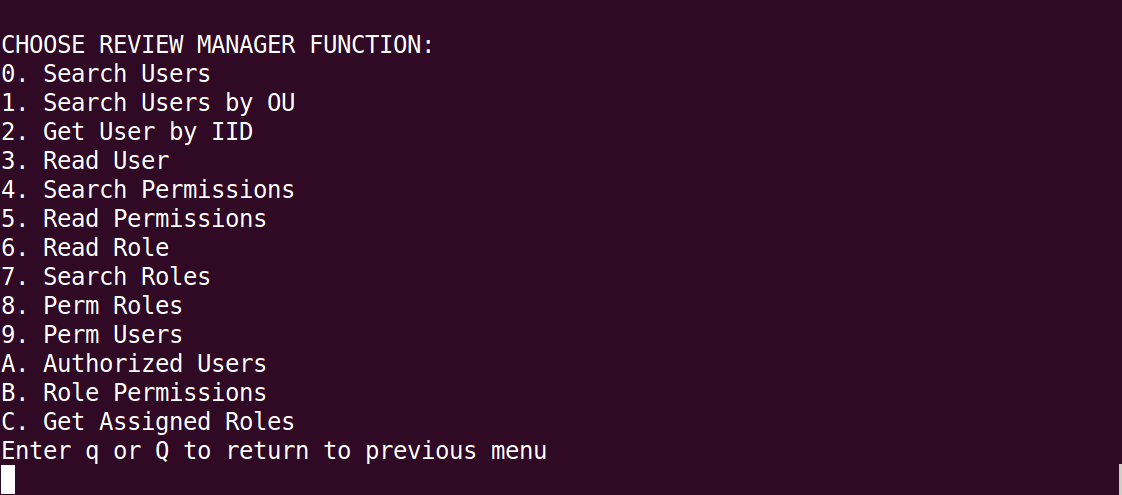 CHOOSE REVIEW MANAGER FUNCTION:
0. Search Users
1. Search Users by OU
2. Get User by IID
3. Read User
4. Search Permissions
5. Read Permissions
6. Read Role
7. Search Roles
8. Perm Roles
9. Perm Users
A. Authorized Users
B. Role Permissions
C. Get Assigned Roles
Enter q or Q to return to previous menu